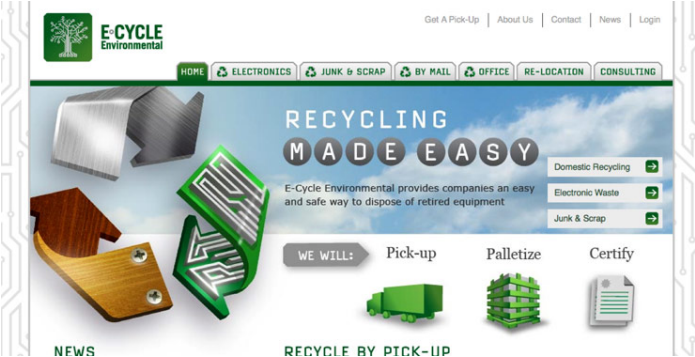 Get A Pick-Up | About Us | Contact | News | Login
E-CYCLE
Environmental
HOME ELECTRONICS JUNK & SCRAP BY MAIL OFFICE RE-LOCATION CONSULTING
RECYCLING
MADE EASY
E-Cycle Environmental provides companies an easy
and safe way to dispose of retired equipment
Domestic Recycling
Electronic Waste
Junk & Scrap
WE WILL: Pick-up Palletize Certify
NEWS RECYCLE BY PICK-UP